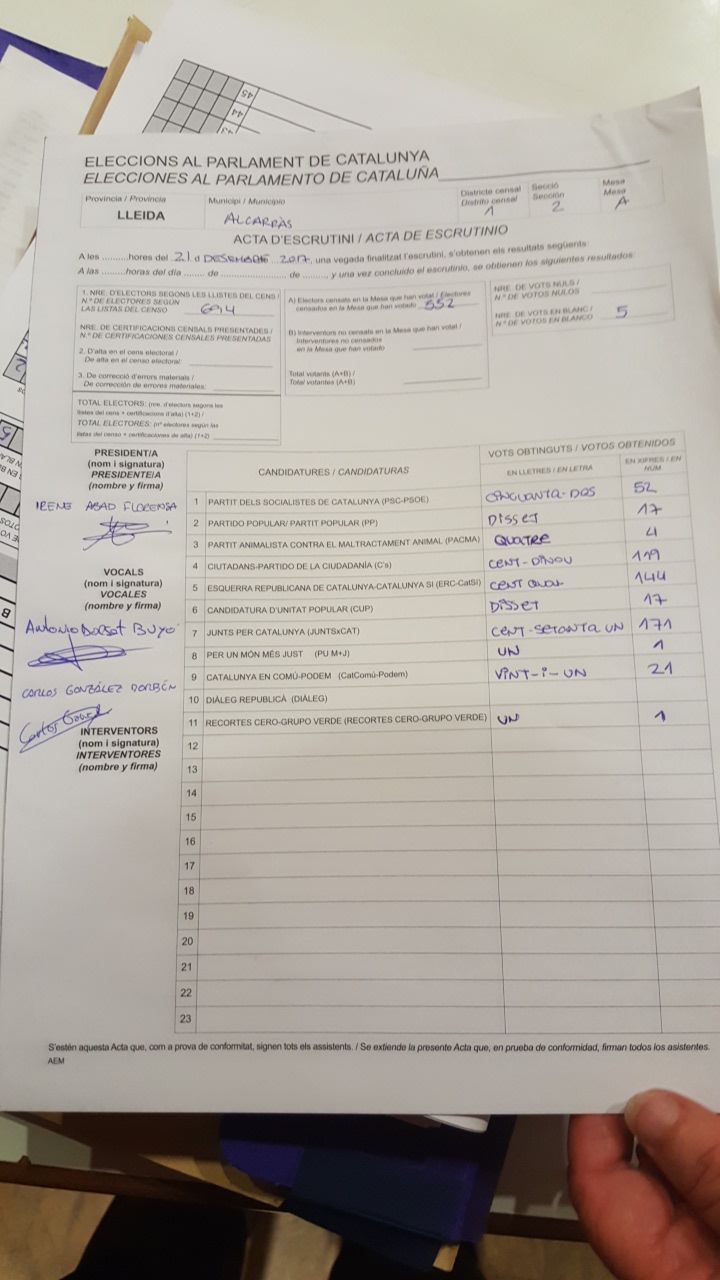 45
44
43
ELECCIONS AL PARLAMENT DE CATALUNYA
ELECCIONES AL PARLAMENTO DE CATALUÑA
Provincia / Provincia
LLEIDA
Municipi / Municipio
ALCARRÀS
Districte censal
Distrito censal
1
Secció
Sección
2
Mesa
Mesa
A
ACTA D'ESCRUTINI / ACTA DE ESCRUTINIO
A les .........hores del 21 d DESEMBRE 2017, una vegada finalitzat l'escrutini, s'obtenen els resultats següents:
A las .........horas del día ....... de ........................ de ........, y una vez concluido el escrutinio, se obtienen los siguientes resultados:
1. NRE. D'ELECTORS SEGONS LES LLISTES DEL CENS /
N.º DE ELECTORES SEGÚN
LAS LISTAS DEL CENSO 694
NRE. DE CERTIFICACIONS CENSALS PRESENTADES /
N.º DE CERTIFICACIONES CENSALES PRESENTADAS
2. D'alta en el cens electoral /
De alta en el censo electoral:
3. De correcció d'errors materials /
De corrección de errores materiales:
TOTAL ELECTORS: (nre. d'electors segons les
llistes del cens + certificacions d'alta) (1+2) /
TOTAL ELECTORES: (nº electores según las
listas del censo + certificaciones de alta) (1+2)
A) Electors censats en la Mesa que han votat / Electores
censados en la Mesa que han votado 552
B) Interventors no censats en la Mesa que han votat /
Interventores no censados
en la Mesa que han votado
Total votants (A+B) /
Total votantes (A+B)
NRE. DE VOTS NULS /
N.º DE VOTOS NULOS
NRE. DE VOTS EN BLANC /
N.º DE VOTOS EN BLANCO 5
PRESIDENT/A
(nom i signatura)
PRESIDENTE/A
(nombre y firma)
IRENE ABAD FLORENSA
VOCALS
(nom i signatura)
VOCALES
(nombre y firma)
CARLOS GONZÁLEZ
INTERVENTORS
(nom i signatura)
INTERVENTORES
(nombre y firma)
CANDIDATURES / CANDIDATURAS
VOTS OBTINGUTS / VOTOS OBTENIDOS
EN LLETRES / EN LETRA
EN XIFRES / EN NÚM
1 PARTIT DELS SOCIALISTES DE CATALUNYA (PSC-PSOE) CINQUANTA-DOS 52
2 PARTIDO POPULAR/ PARTIT POPULAR (PP) DISSET 17
3 PARTIT ANIMALISTA CONTRA EL MALTRACTAMENT ANIMAL (PACMA) QUATRE 4
4 CIUTADANS-PARTIDO DE LA CIUDADANÍA (C's) CENT-DINOU 119
5 ESQUERRA REPUBLICANA DE CATALUNYA-CATALUNYA SI (ERC-CatSI) CENT 144
6 CANDIDATURA D'UNITAT POPULAR (CUP) DISSET 17
7 JUNTS PER CATALUNYA (JUNTSxCAT) CENT-SETANTA UN 171
8 PER UN MÓN MÉS JUST (PU M+J) UN 1
9 CATALUNYA EN COMÚ-PODEM (CatComú-Podem) VINT-I-UN 21
10 DIÀLEG REPUBLICÀ (DIÀLEG)
11 RECORTES CERO-GRUPO VERDE (RECORTES CERO-GRUPO VERDE) UN 1
12
13
14
15
16
17
18
19
20
21
22
23
S'estén aquesta Acta que, com a prova de conformitat, signen tots els assistents. / Se extiende la presente Acta que, en prueba de conformidad, firman todos los asistentes.
AEM